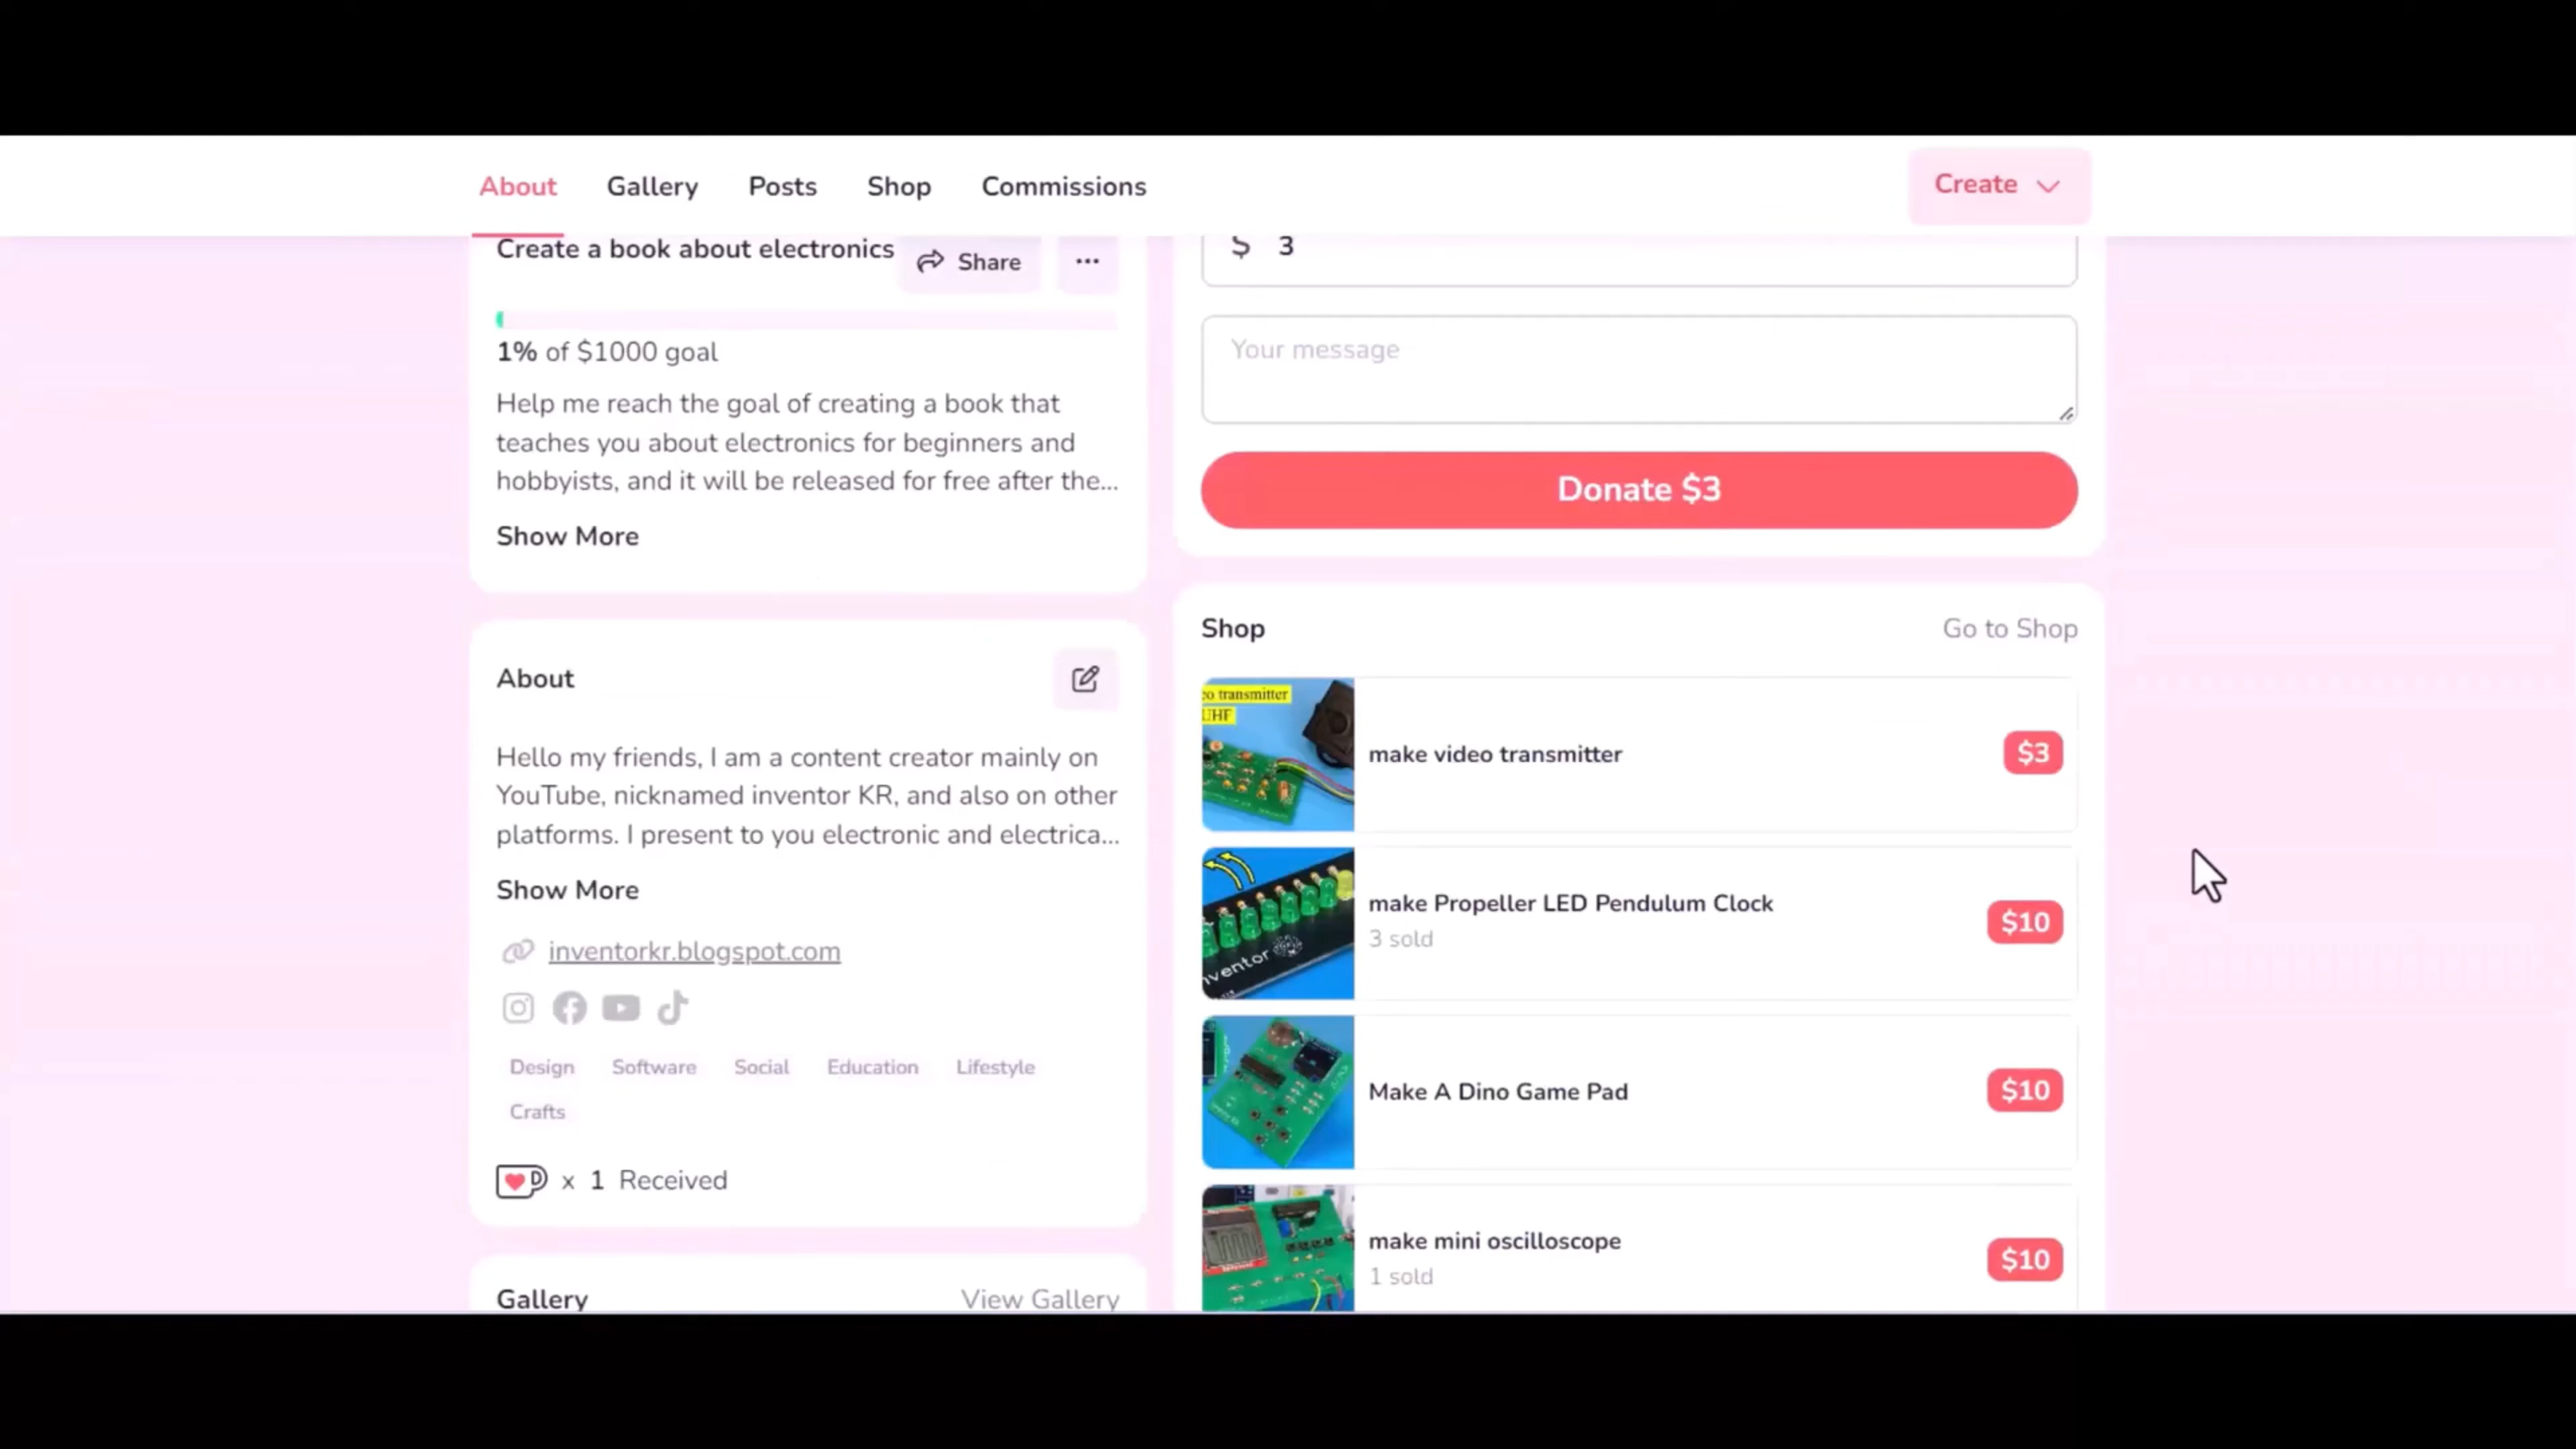 About
Gallery
Posts
Shop
Commissions
Create
Create a book about electronics
Share
...
1% of $1000 goal
Help me reach the goal of creating a book that
teaches you about electronics for beginners and
hobbyists, and it will be released for free after the...
Show More
About
Hello my friends, I am a content creator mainly on
YouTube, nicknamed inventor KR, and also on other
platforms. I present to you electronic and electrica...
Show More
inventorkr.blogspot.com
Design
Software
Social
Education
Lifestyle
Crafts
x 1 Received
Gallery
View Gallery
$ 3
Your message
Donate $3
Shop
Go to Shop
eo transmitter
UHF
make video transmitter
$3
nventor
make Propeller LED Pendulum Clock
3 sold
$10
Make A Dino Game Pad
$10
make mini oscilloscope
1 sold
$10